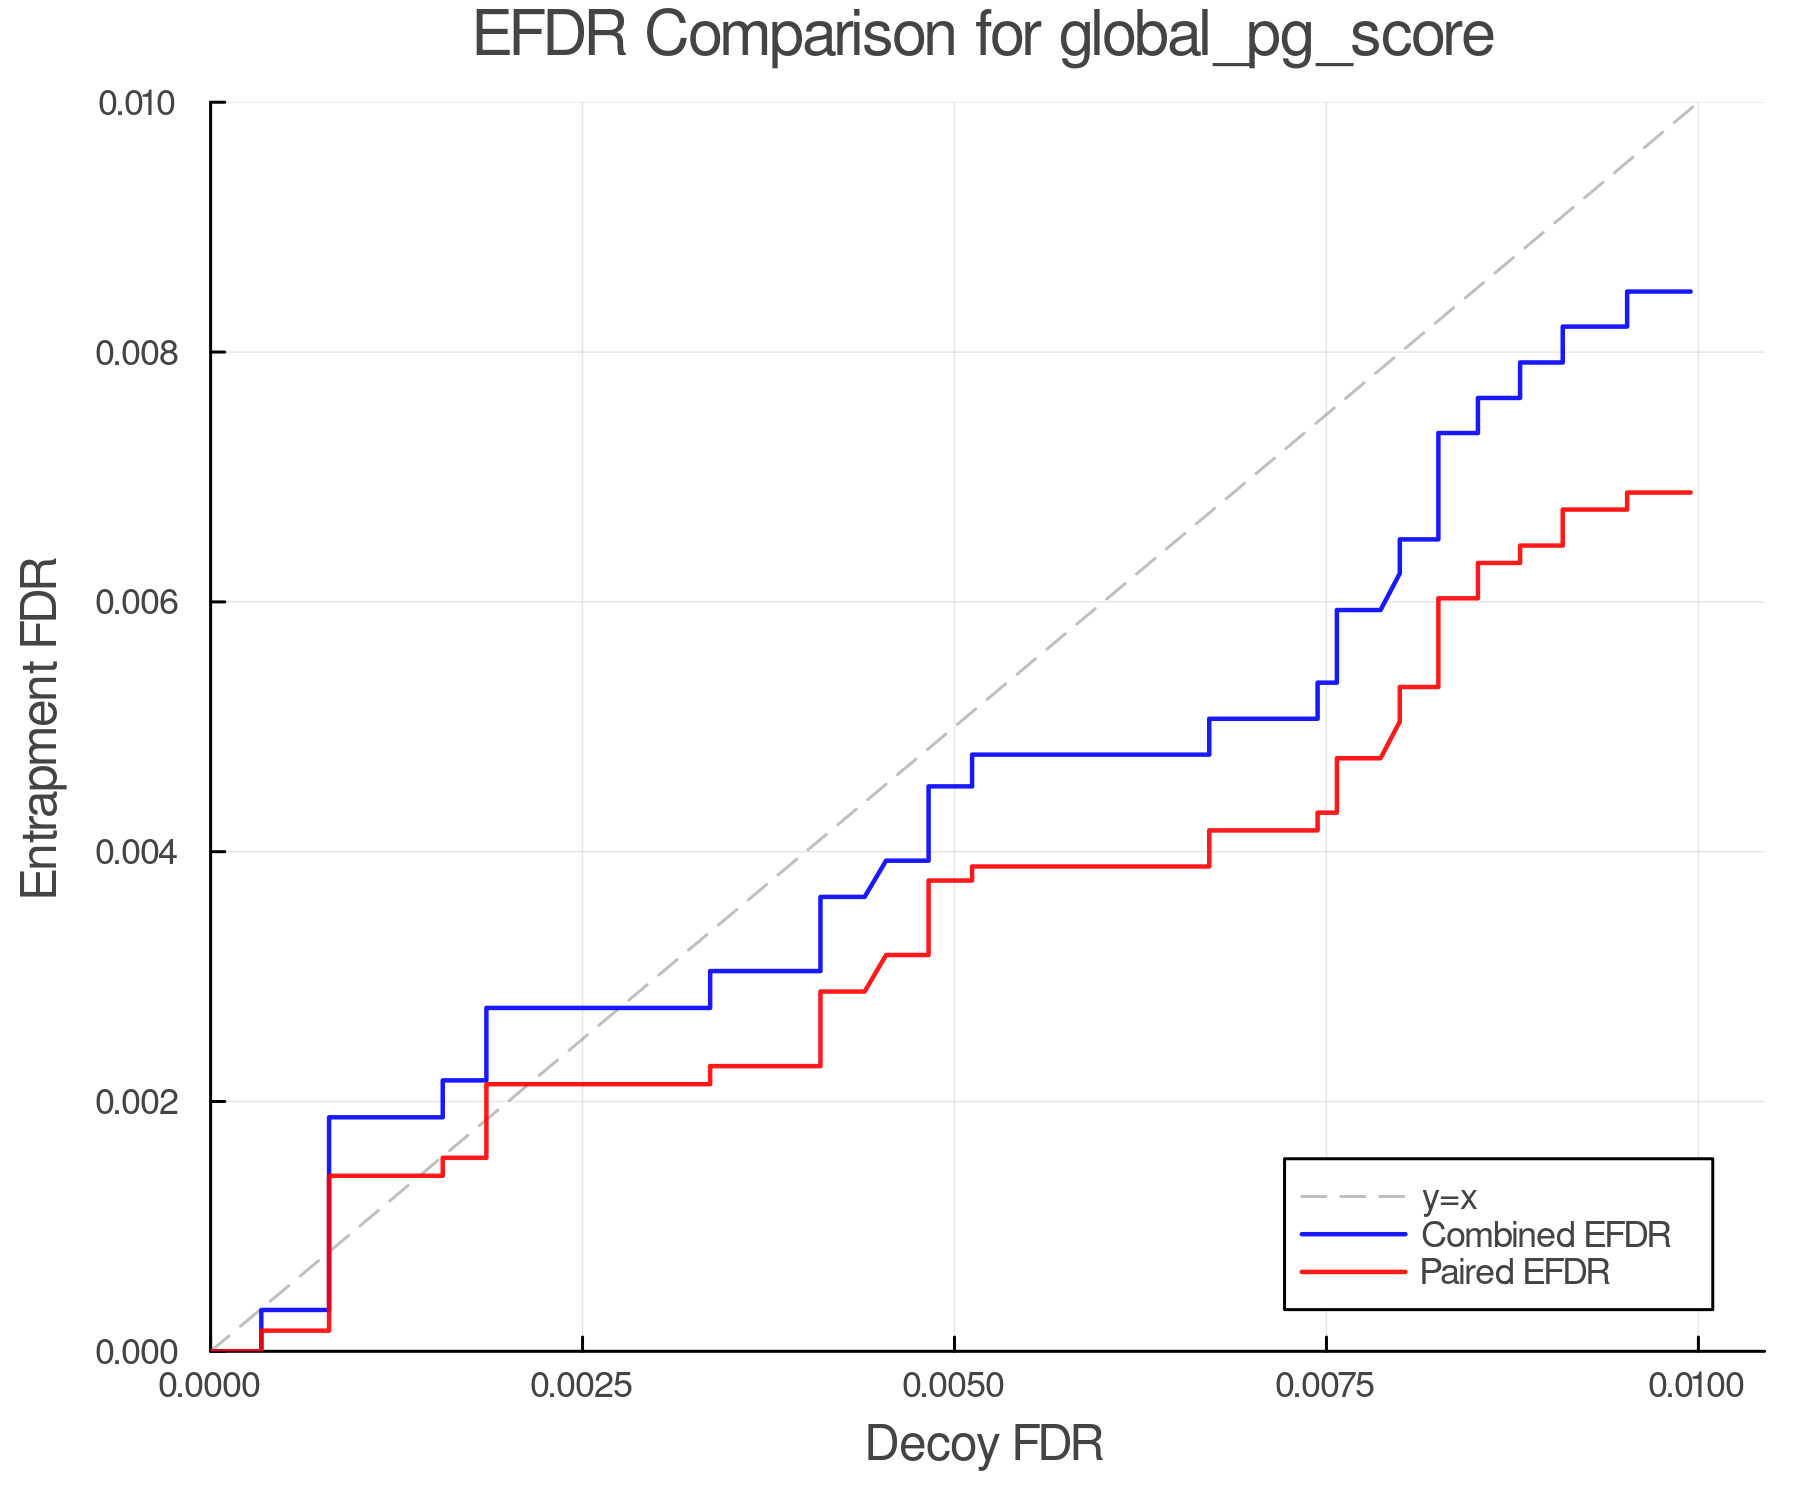 EFDR Comparison for global_pg_score
0.010
0.008
0.006
0.004
0.002
0.000
Entrapment FDR
y=x
Combined EFDR
Paired EFDR
0.0000 0.0025 0.0050 0.0075 0.0100
Decoy FDR